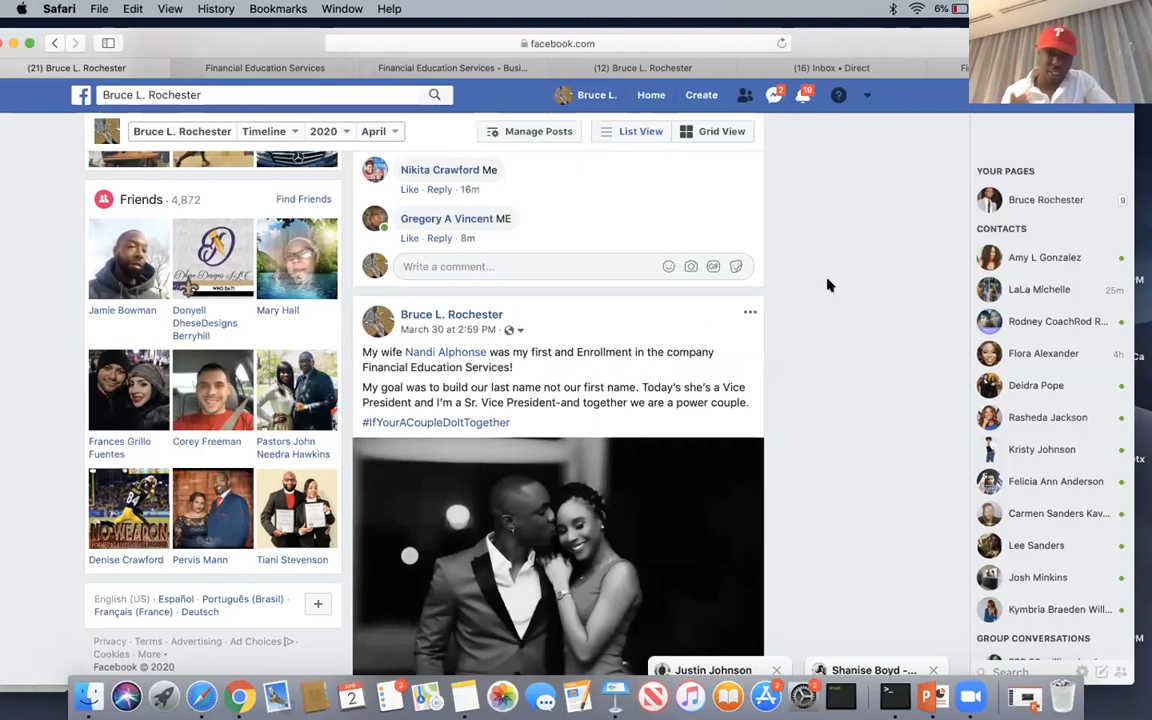 Safari File Edit View History Bookmarks Window Help 6%
facebook.com
(21) Bruce L. Rochester Financial Education Services Financial Education Services - Busi... (12) Bruce L. Rochester (16) Inbox • Direct
Bruce L. Rochester Bruce L. Home Create 2 19
Bruce L. Rochester Timeline 2020 April Manage Posts List View Grid View
Friends · 4,872 Find Friends
Jamie Bowman
Donyell
DheseDesigns
Berryhill
Mary Hall
Frances Grillo
Fuentes
Corey Freeman
Pastors John
Needra Hawkins
NO WEAPON
Denise Crawford Pervis Mann Tiani Stevenson
English (US) · Español · Português (Brasil) ·
Français (France) · Deutsch
Privacy · Terms · Advertising · Ad Choices
Cookies · More
Facebook © 2020
Nikita Crawford Me
Like · Reply · 16m
Gregory A Vincent ME
Like · Reply · 8m
Write a comment...
GIF
Bruce L. Rochester
March 30 at 2:59 PM ·
My wife Nandi Alphonse was my first and Enrollment in the company
Financial Education Services!
My goal was to build our last name not our first name. Today's she's a Vice
President and I'm a Sr. Vice President-and together we are a power couple.
#IfYourACoupleDoItTogether
YOUR PAGES
Bruce Rochester 9
CONTACTS
Amy L Gonzalez
LaLa Michelle 25m
Rodney CoachRod R...
Flora Alexander 4h
Deidra Pope
Rasheda Jackson
Kristy Johnson
Felicia Ann Anderson
Carmen Sanders Kav...
Lee Sanders
Josh Minkins
Kymbria Braeden Will...
GROUP CONVERSATIONS
Search
Justin Johnson
Shanise Boyd -...
APR
2
2
2
2